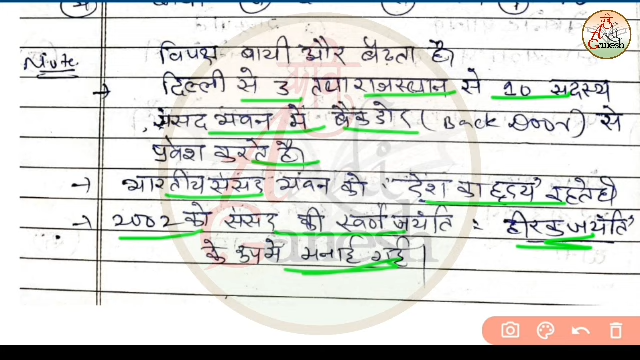 विपक्ष बायी और बैठता है।
Note
→ दिल्ली से 3 तथा राजस्थान से 10 सदस्य
संसद भवन में बैकडोर (Back Door) से
प्रवेश करते है।
→ भारतीय संसद भवन को देश का हृदय कहते है
→ 2002 को संसद की स्वर्ण जयंति : हीरक जयंति
के रूप मे मनाई गई।